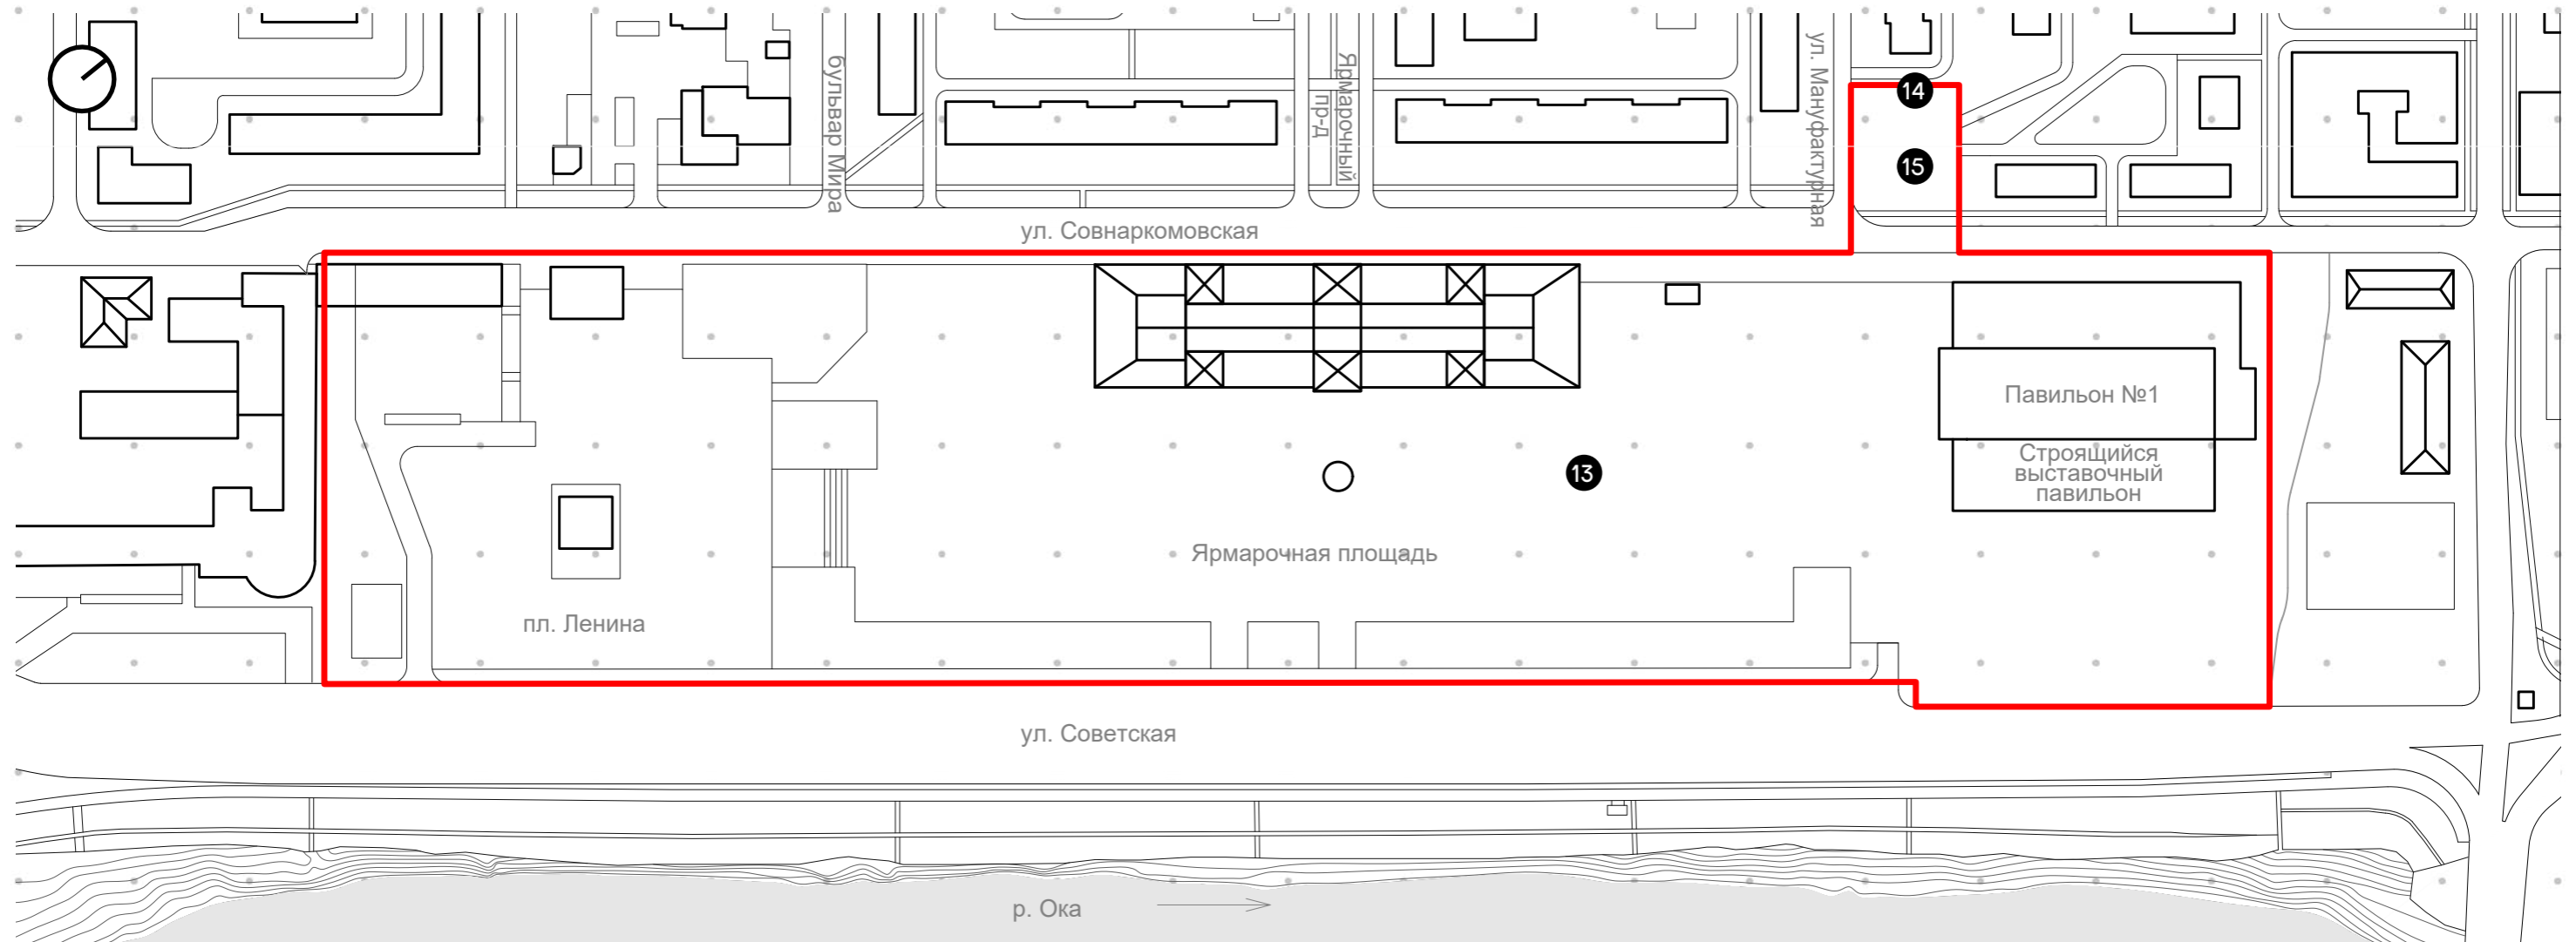 бульвар Мира
Ярмарочный
пр-д
ул. Мануфактурная
14
15
ул. Совнаркомовская
Павильон №1
Строящийся
выставочный
павильон
13
Ярмарочная площадь
пл. Ленина
ул. Советская
р. Ока